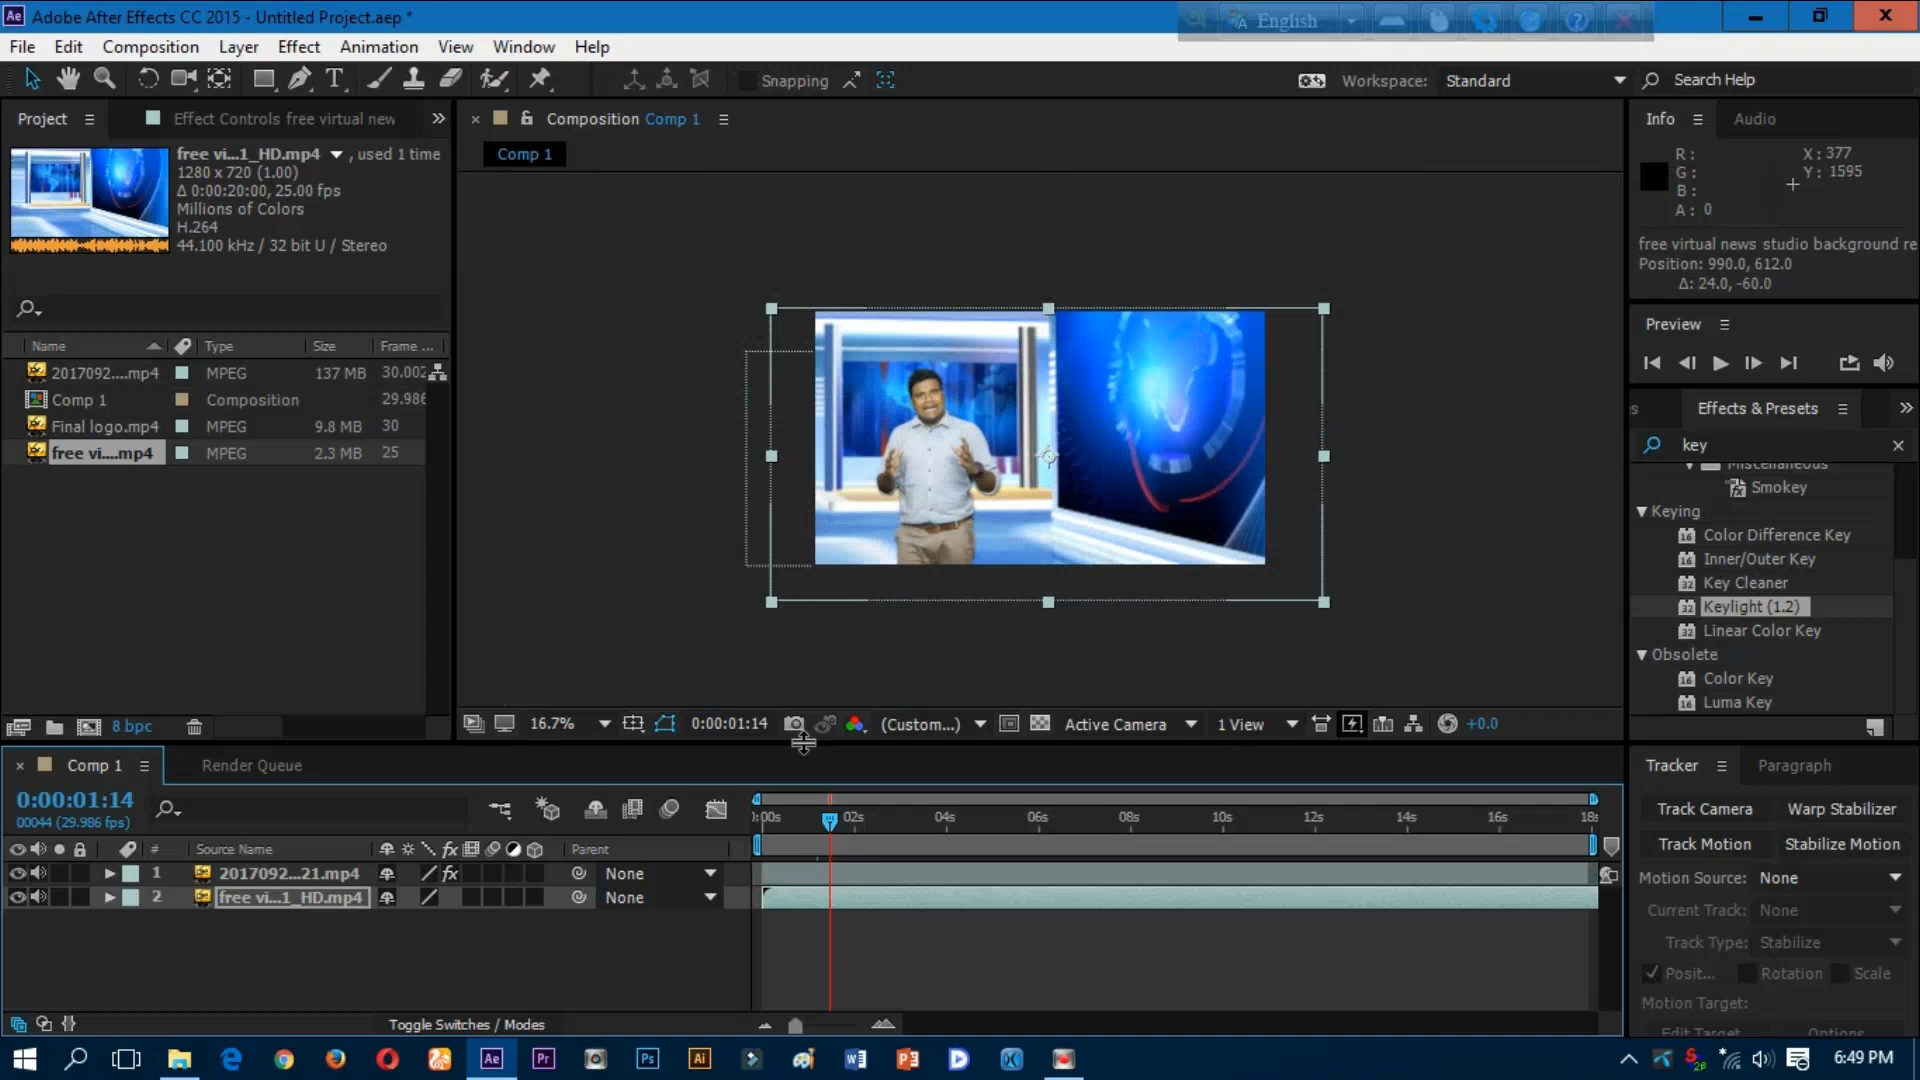 Adobe After Effects CC 2015 - Untitled Project.aep *
English
File Edit Composition Layer Effect Animation View Window Help
Snapping
Workspace: Standard
Search Help
Project
Effect Controls free virtual new
free vi...1_HD.mp4 , used 1 time
1280 x 720 (1.00)
Δ 0:00:20:00, 25.00 fps
Millions of Colors
H.264
44.100 kHz / 32 bit U / Stereo
Name Type Size Frame ...
2017092....mp4 MPEG 137 MB 30.002
Comp 1 Composition 29.986
Final logo.mp4 MPEG 9.8 MB 30
free vi....mp4 MPEG 2.3 MB 25
8 bpc
Composition Comp 1
Comp 1
16.7% 0:00:01:14 (Custom...) Active Camera 1 View +0.0
Info Audio
R: X: 377
G: Y: 1595
B:
A: 0
free virtual news studio background re
Position: 990.0, 612.0
Δ: 24.0, -60.0
Preview
s Effects & Presets
key
Miscellaneous
Smokey
Keying
16 Color Difference Key
16 Inner/Outer Key
32 Key Cleaner
32 Keylight (1.2)
32 Linear Color Key
Obsolete
16 Color Key
16 Luma Key
Comp 1 Render Queue
0:00:01:14
00044 (29.986 fps)
# Source Name fx Parent
1 2017092...21.mp4 fx None
2 free vi...1_HD.mp4 None
):00s 02s 04s 06s 08s 10s 12s 14s 16s 18s
Toggle Switches / Modes
Tracker Paragraph
Track Camera Warp Stabilizer
Track Motion Stabilize Motion
Motion Source: None
Current Track: None
Track Type: Stabilize
Posit... Rotation Scale
Motion Target:
Edit Target... Options...
6:49 PM